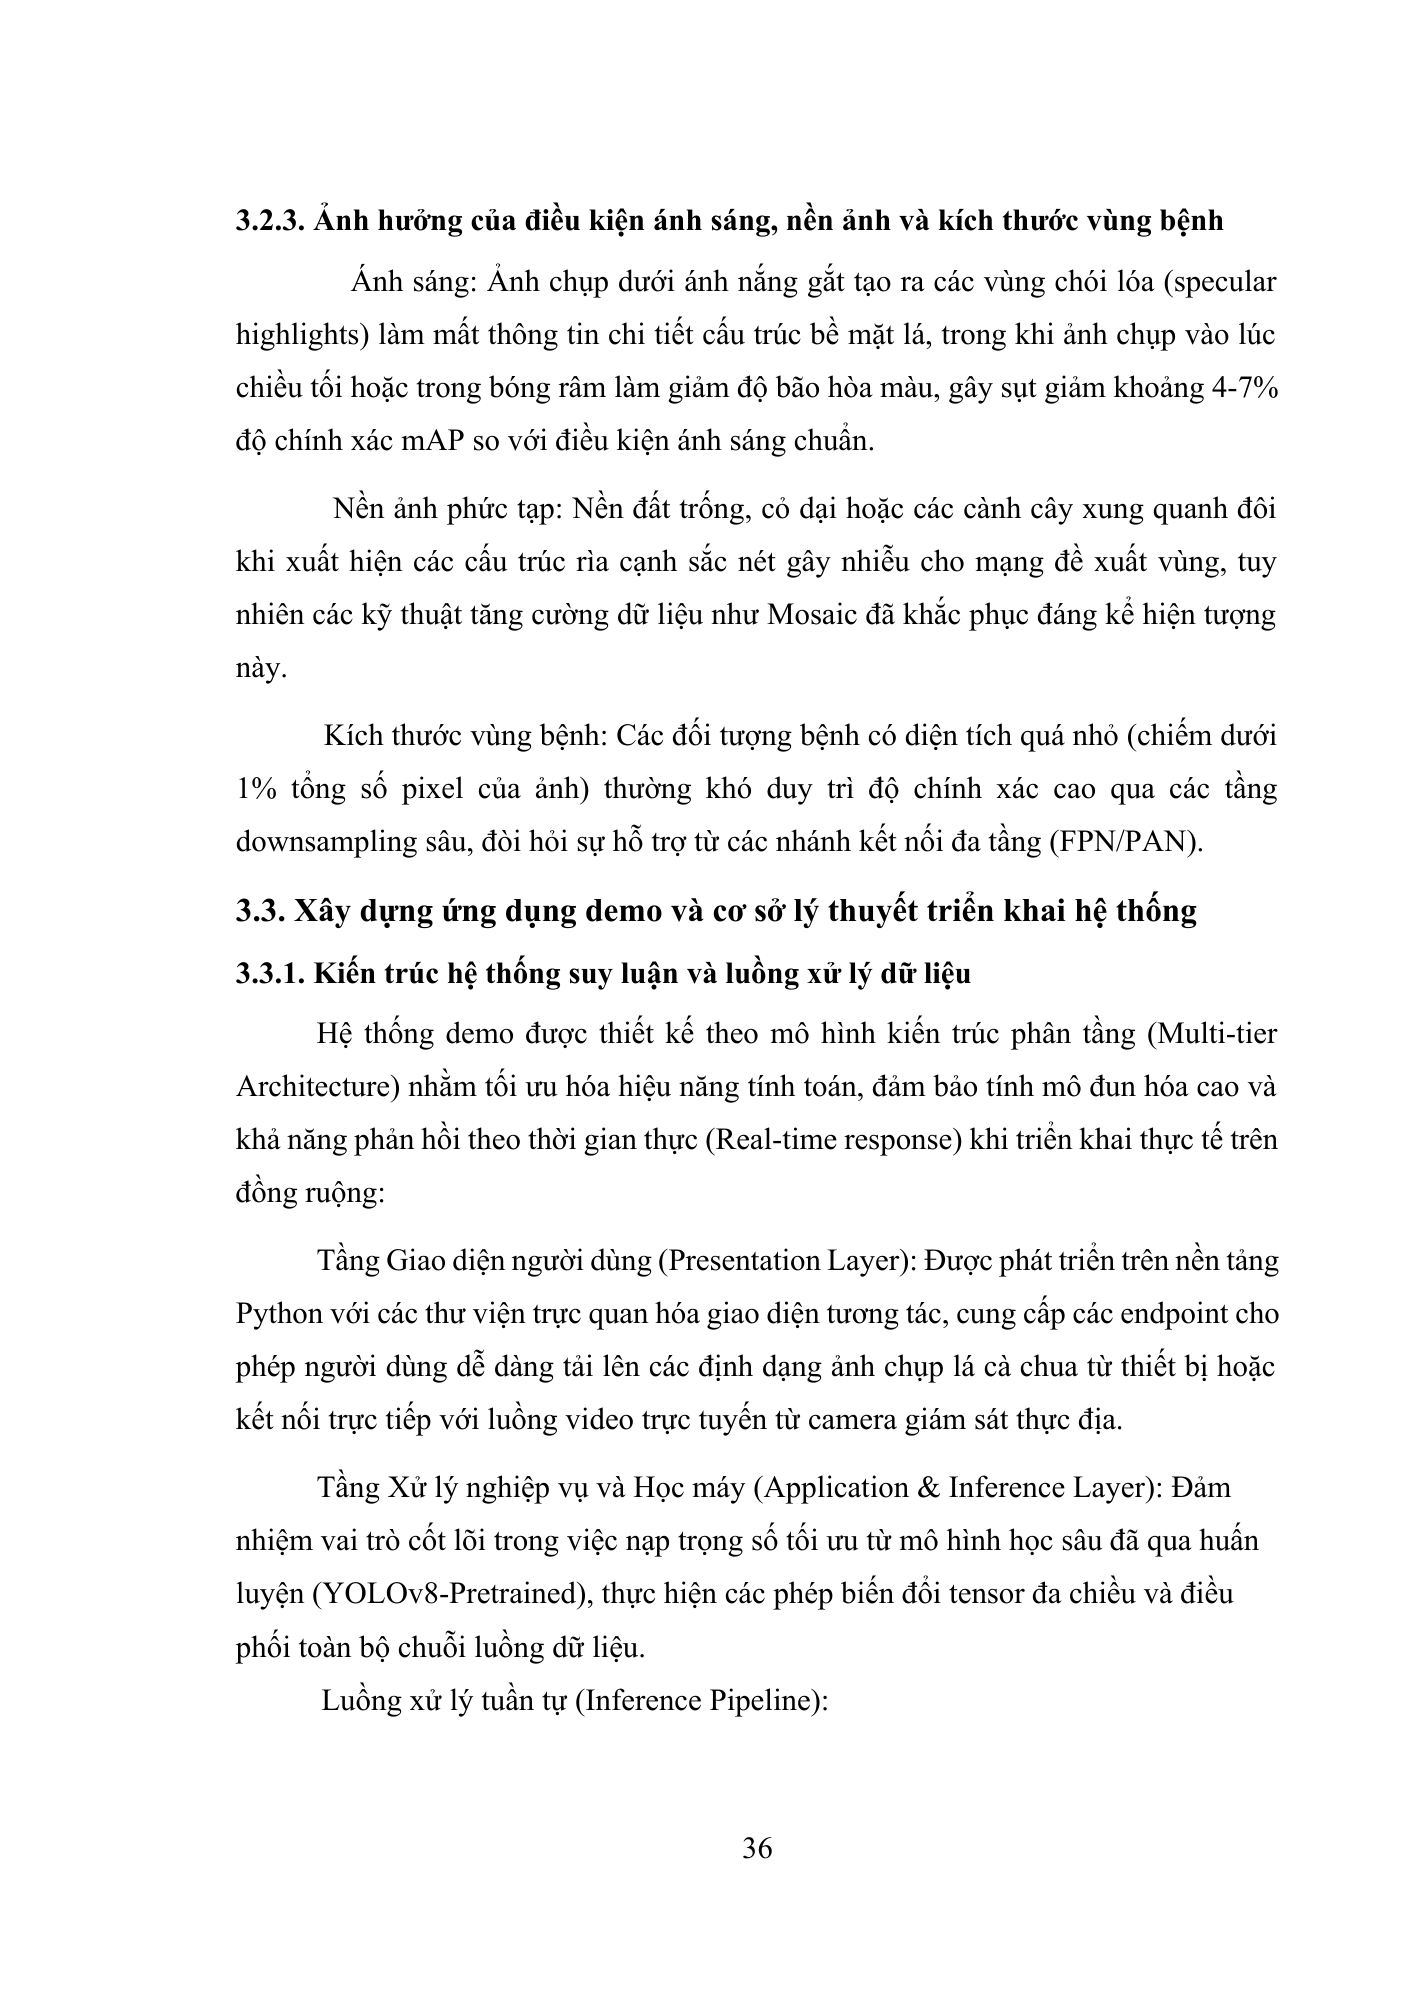 3.2.3. Ảnh hưởng của điều kiện ánh sáng, nền ảnh và kích thước vùng bệnh
Ánh sáng: Ảnh chụp dưới ánh nắng gắt tạo ra các vùng chói lóa (specular
highlights) làm mất thông tin chi tiết cấu trúc bề mặt lá, trong khi ảnh chụp vào lúc
chiều tối hoặc trong bóng râm làm giảm độ bão hòa màu, gây sụt giảm khoảng 4-7%
độ chính xác mAP so với điều kiện ánh sáng chuẩn.
Nền ảnh phức tạp: Nền đất trống, cỏ dại hoặc các cành cây xung quanh đôi
khi xuất hiện các cấu trúc rìa cạnh sắc nét gây nhiễu cho mạng đề xuất vùng, tuy
nhiên các kỹ thuật tăng cường dữ liệu như Mosaic đã khắc phục đáng kể hiện tượng
này.
Kích thước vùng bệnh: Các đối tượng bệnh có diện tích quá nhỏ (chiếm dưới
1% tổng số pixel của ảnh) thường khó duy trì độ chính xác cao qua các tầng
downsampling sâu, đòi hỏi sự hỗ trợ từ các nhánh kết nối đa tầng (FPN/PAN).
3.3. Xây dựng ứng dụng demo và cơ sở lý thuyết triển khai hệ thống
3.3.1. Kiến trúc hệ thống suy luận và luồng xử lý dữ liệu
Hệ thống demo được thiết kế theo mô hình kiến trúc phân tầng (Multi-tier
Architecture) nhằm tối ưu hóa hiệu năng tính toán, đảm bảo tính mô đun hóa cao và
khả năng phản hồi theo thời gian thực (Real-time response) khi triển khai thực tế trên
đồng ruộng:
Tầng Giao diện người dùng (Presentation Layer): Được phát triển trên nền tảng
Python với các thư viện trực quan hóa giao diện tương tác, cung cấp các endpoint cho
phép người dùng dễ dàng tải lên các định dạng ảnh chụp lá cà chua từ thiết bị hoặc
kết nối trực tiếp với luồng video trực tuyến từ camera giám sát thực địa.
Tầng Xử lý nghiệp vụ và Học máy (Application & Inference Layer): Đảm
nhiệm vai trò cốt lõi trong việc nạp trọng số tối ưu từ mô hình học sâu đã qua huấn
luyện (YOLOv8-Pretrained), thực hiện các phép biến đổi tensor đa chiều và điều
phối toàn bộ chuỗi luồng dữ liệu.
Luồng xử lý tuần tự (Inference Pipeline):
36